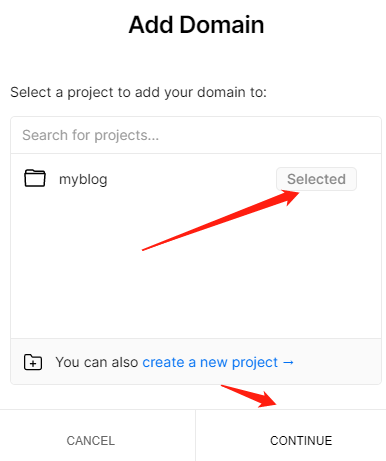 Add Domain
Select a project to add your domain to:
Search for projects...
myblog Selected
You can also create a new project →
CANCEL CONTINUE